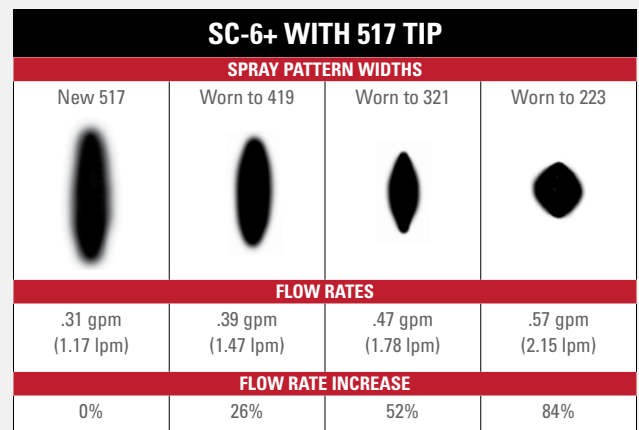 SC-6+ WITH 517 TIP
SPRAY PATTERN WIDTHS
New 517 Worn to 419 Worn to 321 Worn to 223
FLOW RATES
.31 gpm .39 gpm .47 gpm .57 gpm
(1.17 lpm) (1.47 lpm) (1.78 lpm) (2.15 lpm)
FLOW RATE INCREASE
0% 26% 52% 84%